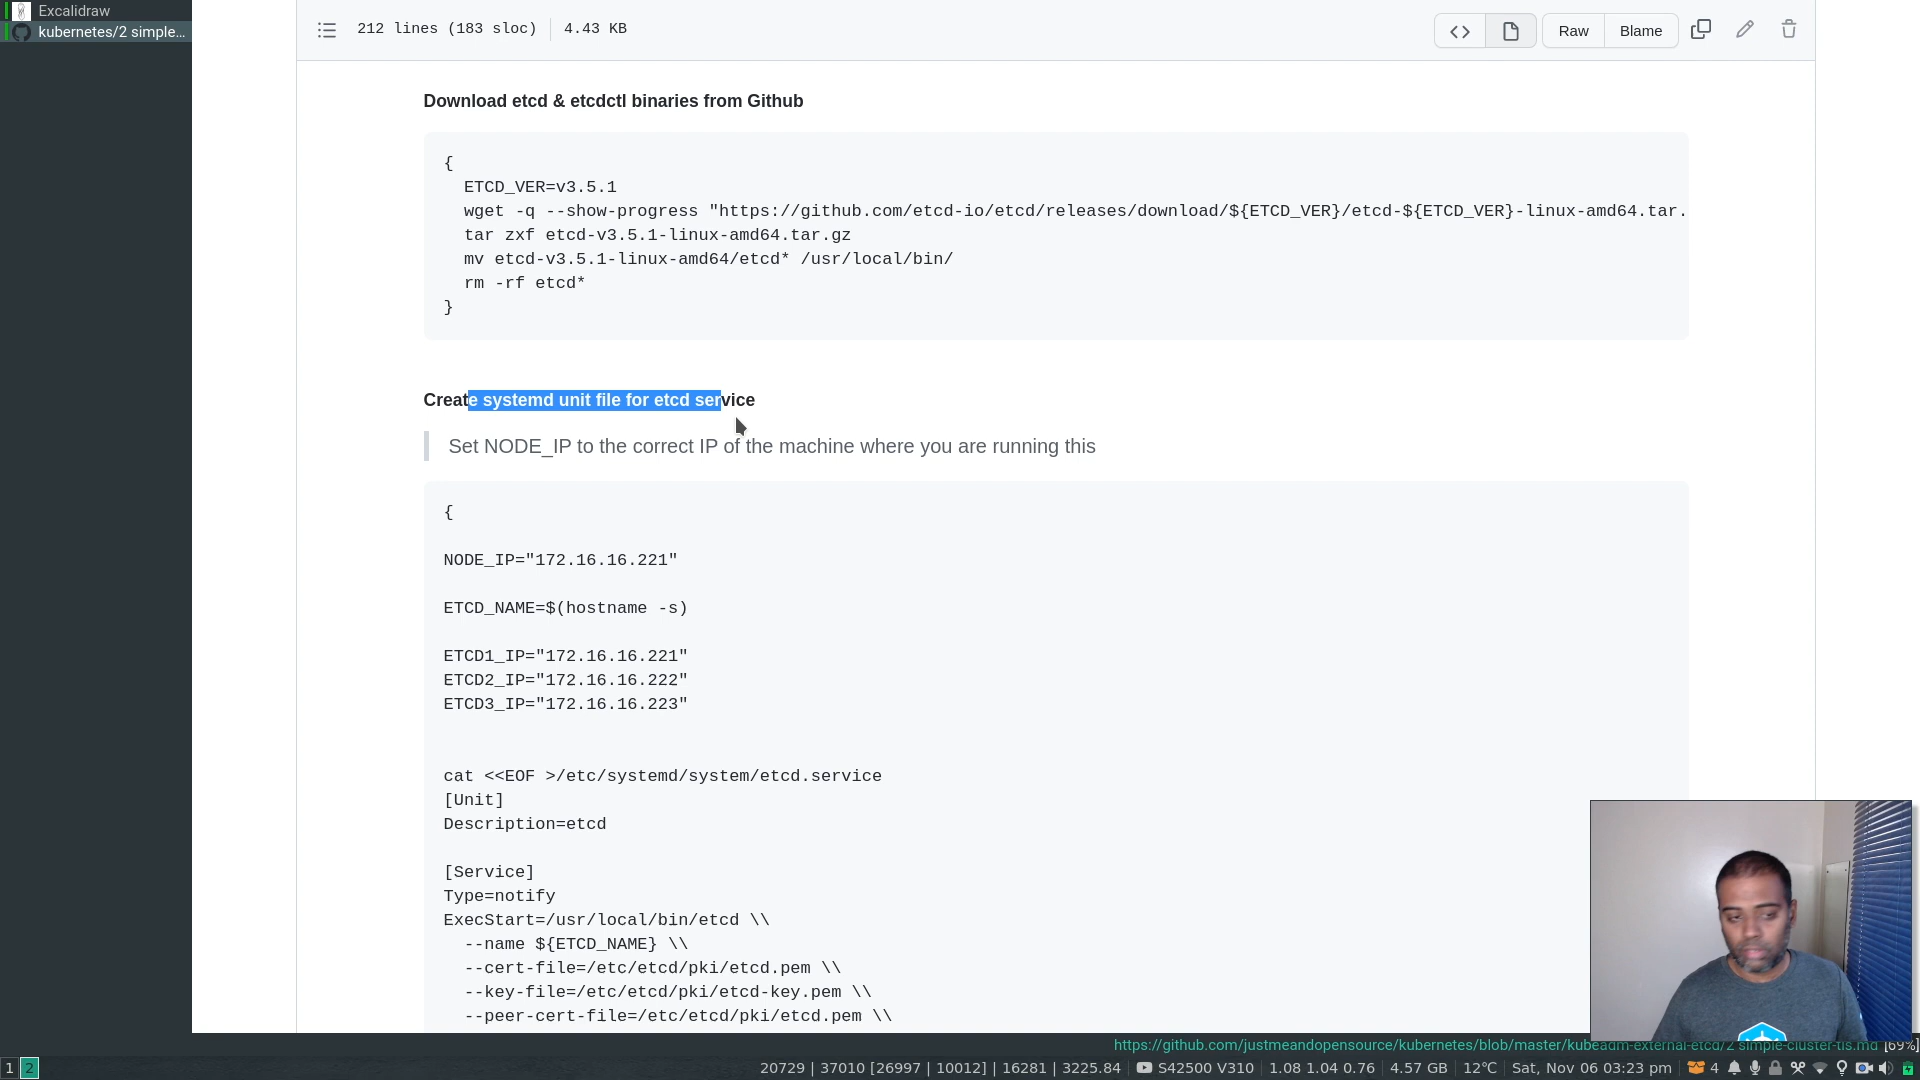 Excalidraw
kubernetes/2 simple...
212 lines (183 sloc) 4.43 KB
Raw
Blame
Download etcd & etcdctl binaries from Github
{
ETCD_VER=v3.5.1
wget -q --show-progress "https://github.com/etcd-io/etcd/releases/download/${ETCD_VER}/etcd-${ETCD_VER}-linux-amd64.tar.
tar zxf etcd-v3.5.1-linux-amd64.tar.gz
mv etcd-v3.5.1-linux-amd64/etcd* /usr/local/bin/
rm -rf etcd*
}
Create systemd unit file for etcd service
Set NODE_IP to the correct IP of the machine where you are running this
{
NODE_IP="172.16.16.221"
ETCD_NAME=$(hostname -s)
ETCD1_IP="172.16.16.221"
ETCD2_IP="172.16.16.222"
ETCD3_IP="172.16.16.223"
cat <<EOF >/etc/systemd/system/etcd.service
[Unit]
Description=etcd
[Service]
Type=notify
ExecStart=/usr/local/bin/etcd \\
--name ${ETCD_NAME} \\
--cert-file=/etc/etcd/pki/etcd.pem \\
--key-file=/etc/etcd/pki/etcd-key.pem \\
--peer-cert-file=/etc/etcd/pki/etcd.pem \\
https://github.com/justmeandopensource/kubernetes/blob/master/kubeadm-external-etcd/2 simple-cluster-tls.md [69%]
1 2
20729 | 37010 [26997 | 10012] | 16281 | 3225.84 | S42500 V310 | 1.08 1.04 0.76 | 4.57 GB | 12°C | Sat, Nov 06 03:23 pm | 4